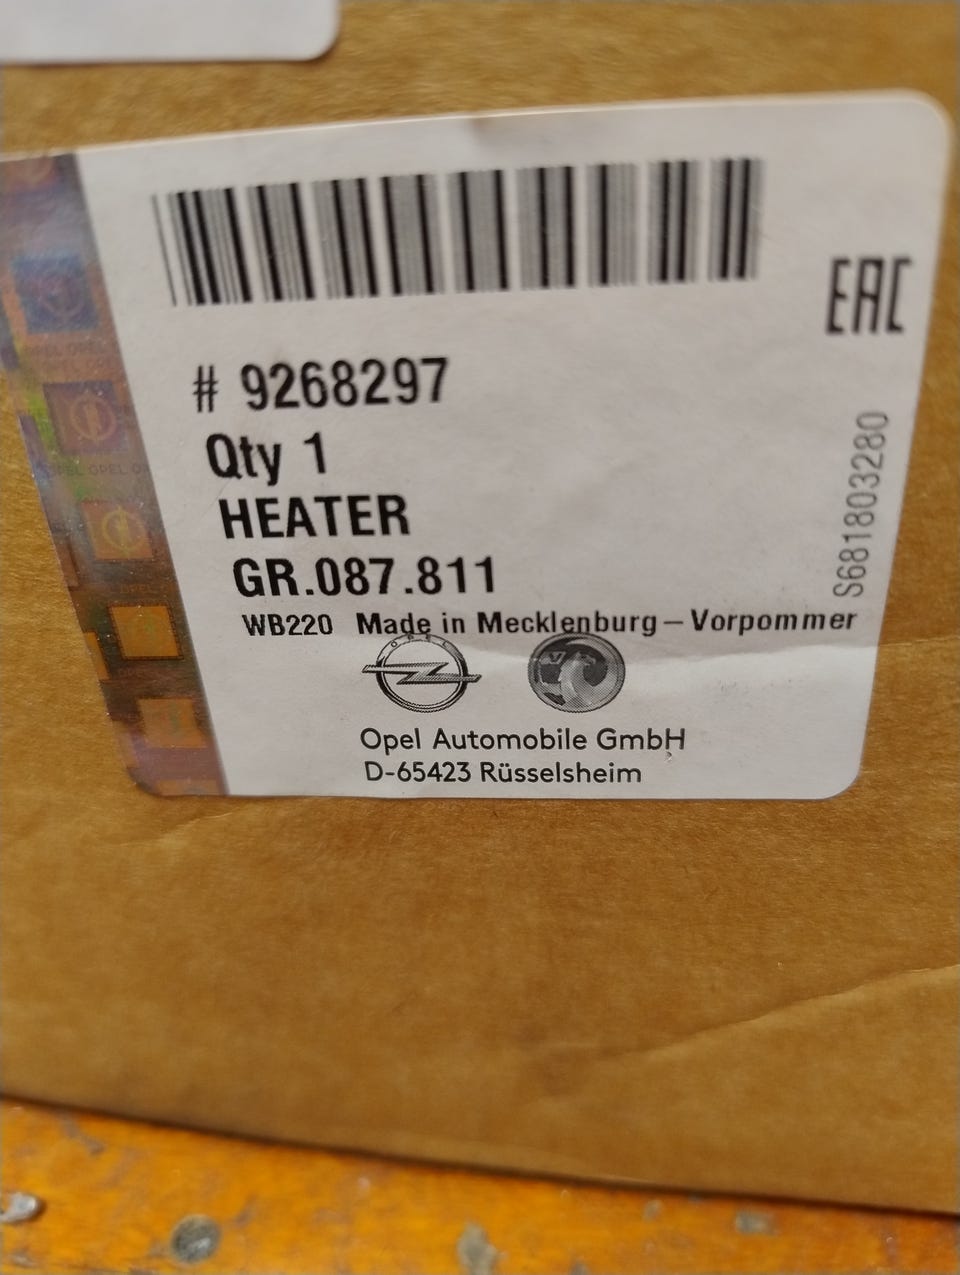 EAC
# 9268297
Qty 1
HEATER
GR.087.811
WB220 Made in Mecklenburg-Vorpommer
S681803280
OPEL
Opel Automobile GmbH
D-65423 Rüsselsheim